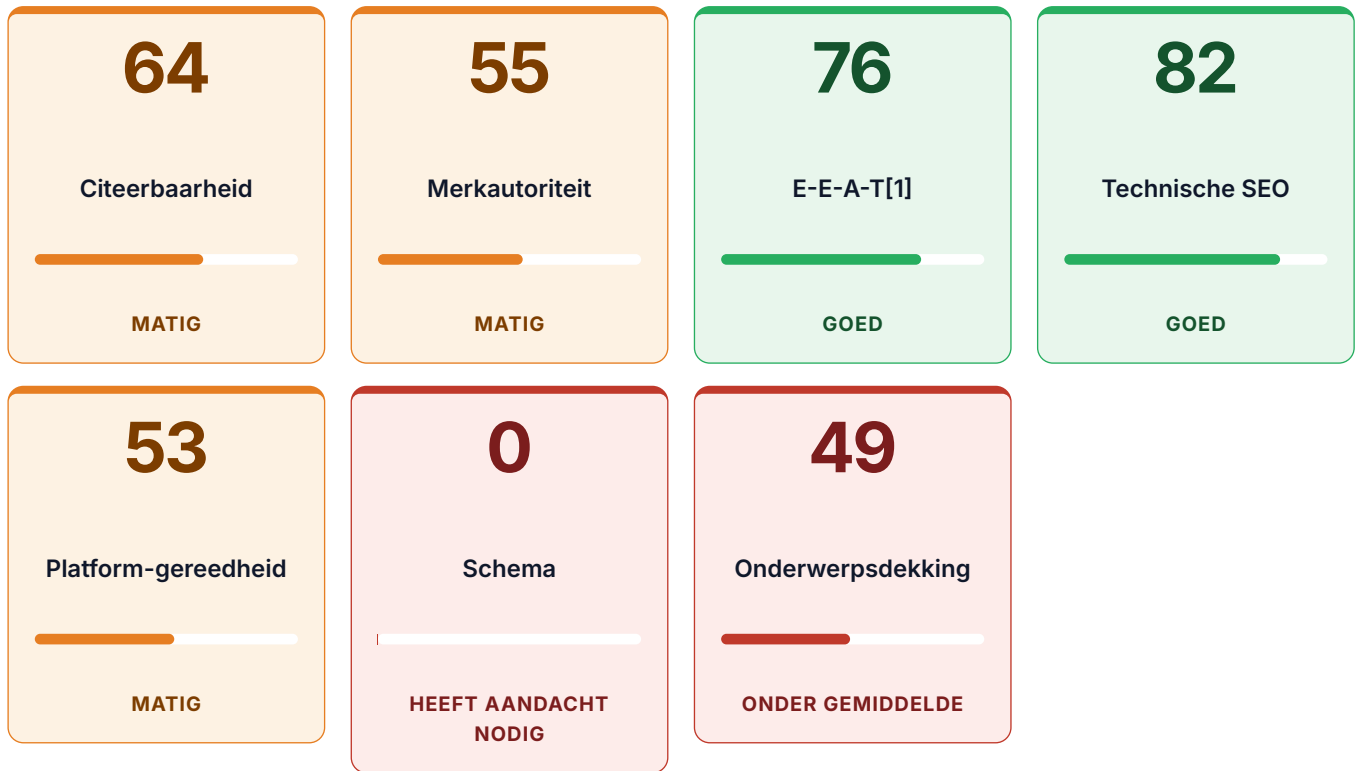 64
Citeerbaarheid
MATIG
55
Merkautoriteit
MATIG
76
E-E-A-T[1]
GOED
82
Technische SEO
GOED
53
Platform-gereedheid
MATIG
0
Schema
HEEFT AANDACHT
NODIG
49
Onderwerpsdekking
ONDER GEMIDDELDE